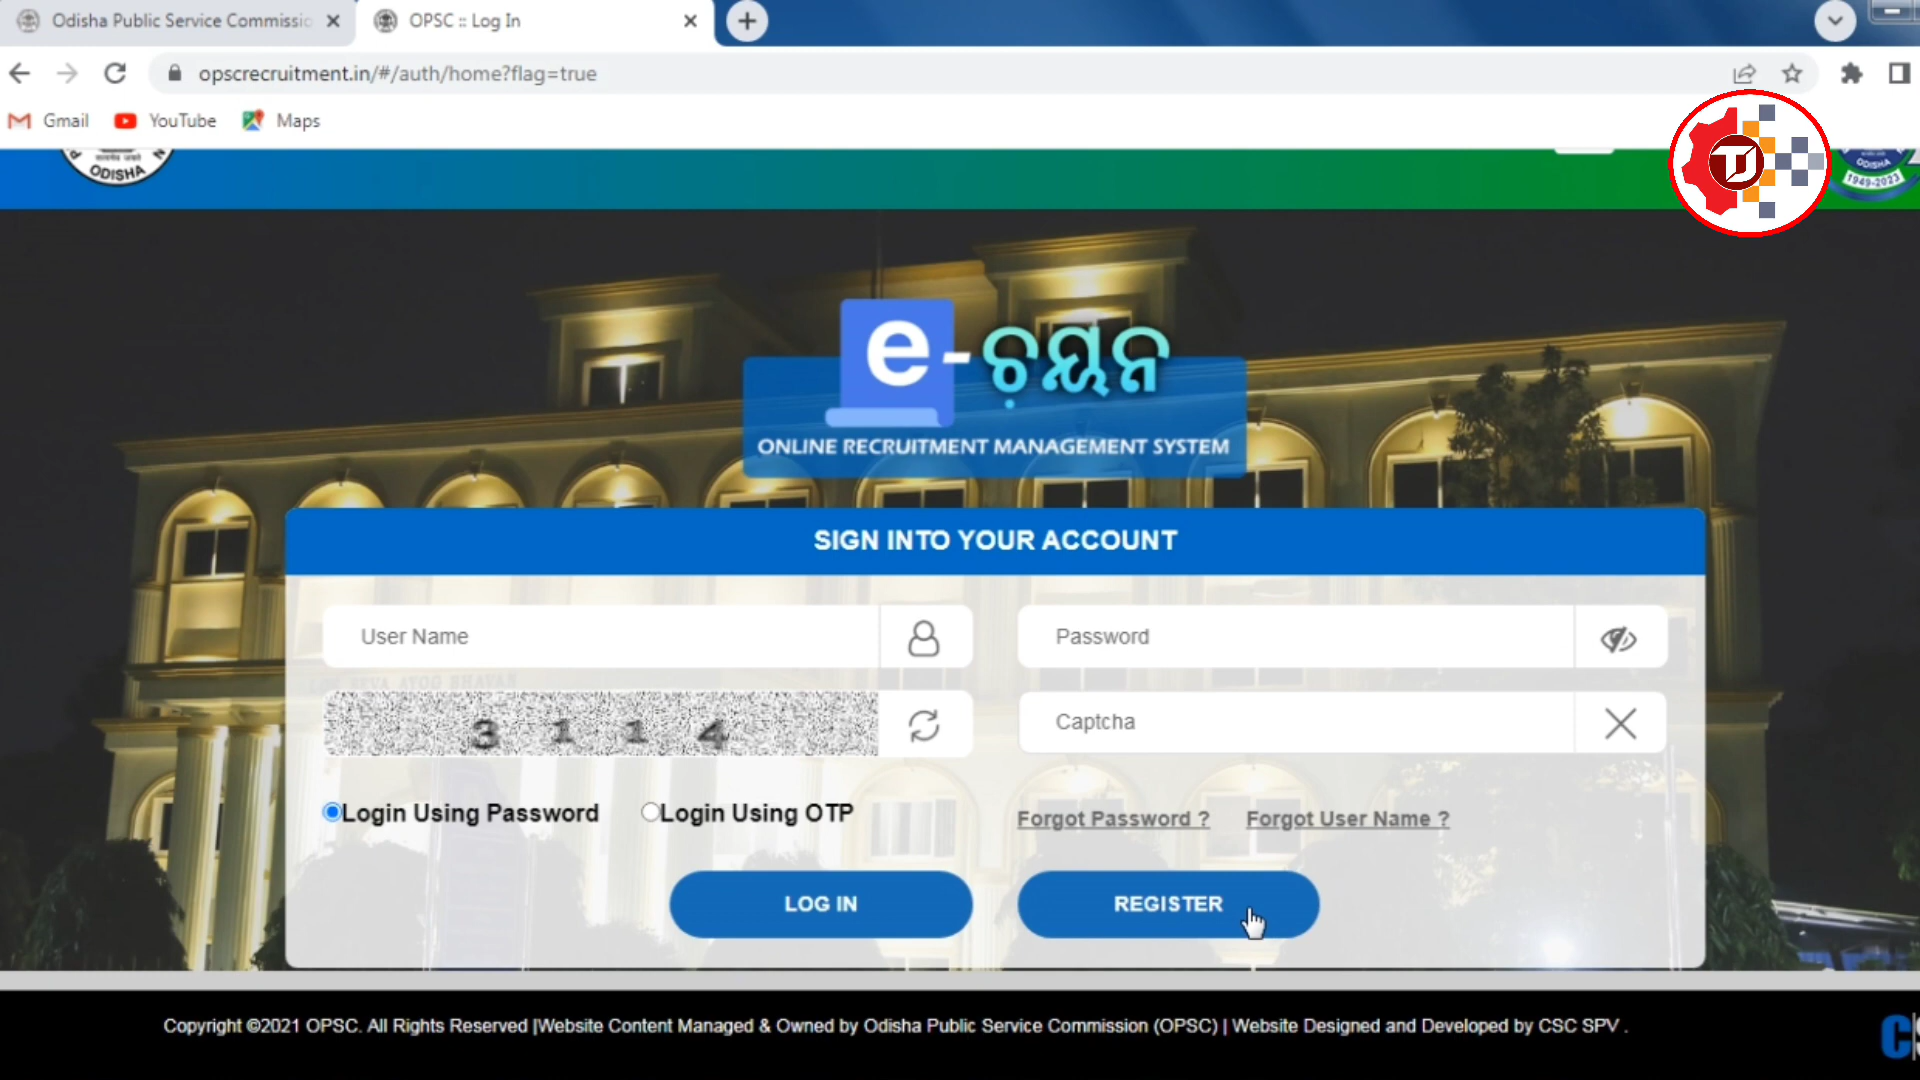 Odisha Public Service Commissio
OPSC :: Log In
opscrecruitment.in/#/auth/home?flag=true
Gmail
YouTube
Maps
ODISHA
ODISHA
1949-2023
e-ଚୟନ
ONLINE RECRUITMENT MANAGEMENT SYSTEM
SIGN INTO YOUR ACCOUNT
User Name
Password
3 1 1 4
Captcha
Login Using Password
Login Using OTP
Forgot Password ?
Forgot User Name ?
LOG IN
REGISTER
Copyright ©2021 OPSC. All Rights Reserved |Website Content Managed & Owned by Odisha Public Service Commission (OPSC) | Website Designed and Developed by CSC SPV .